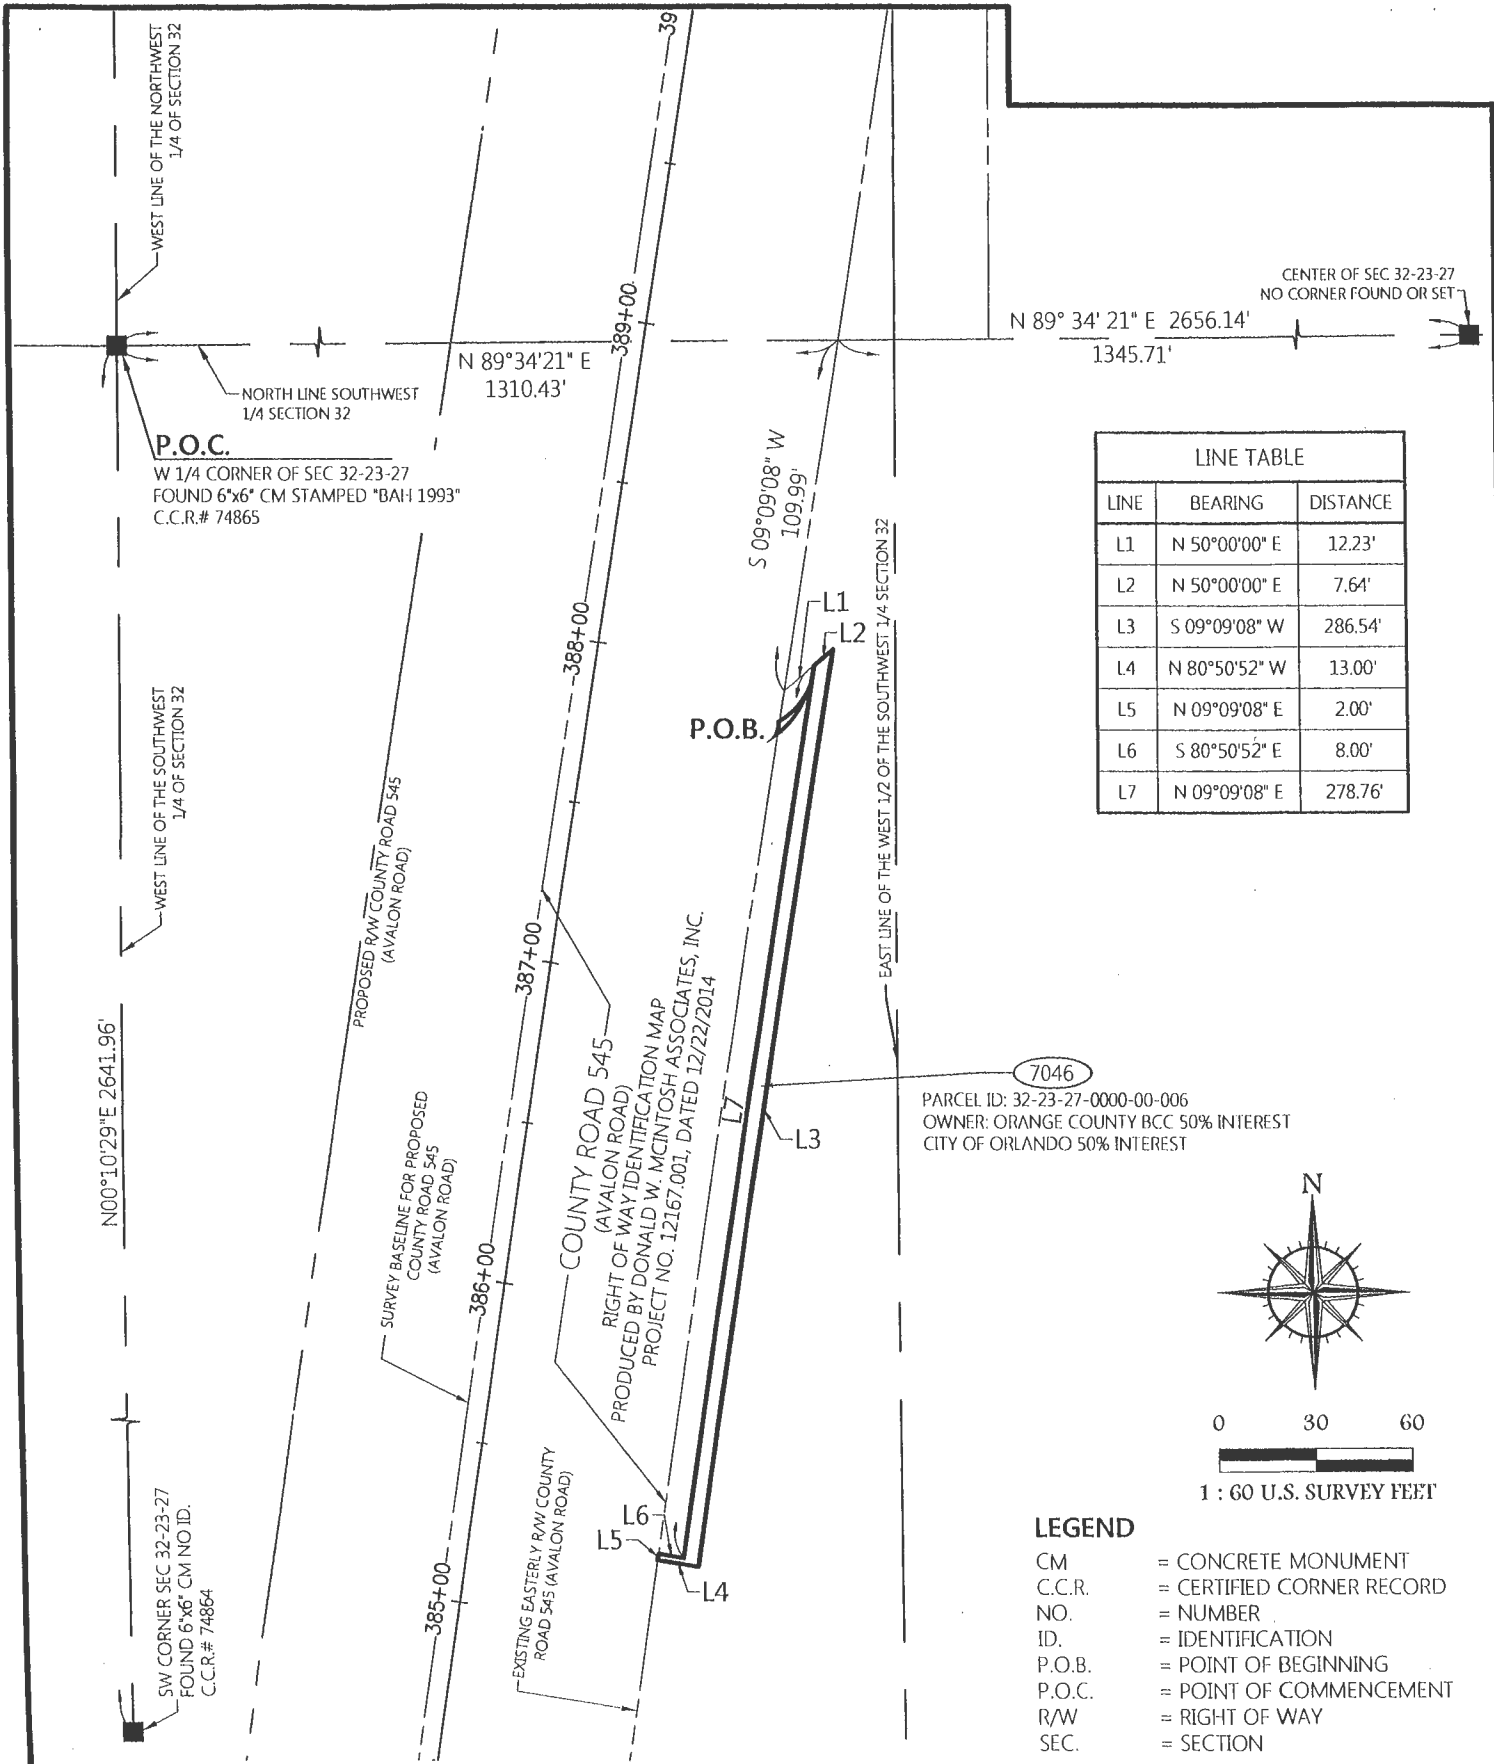 WEST LINE OF THE NORTHWEST
1/4 OF SECTION 32
39
389+00
CENTER OF SEC 32-23-27
NO CORNER FOUND OR SET
N 89° 34' 21" E 2656.14'
1345.71'
N 89°34'21" E
1310.43'
NORTH LINE SOUTHWEST
1/4 SECTION 32
P.O.C.
W 1/4 CORNER OF SEC 32-23-27
FOUND 6"x6" CM STAMPED "BAH 1993"
C.C.R.# 74865
S 09°09'08" W
109.99'
LINE TABLE
LINE BEARING DISTANCE
L1 N 50°00'00" E 12.23'
L2 N 50°00'00" E 7.64'
L3 S 09°09'08" W 286.54'
L4 N 80°50'52" W 13.00'
L5 N 09°09'08" E 2.00'
L6 S 80°50'52" E 8.00'
L7 N 09°09'08" E 278.76'
EAST LINE OF THE WEST 1/2 OF THE SOUTHWEST 1/4 SECTION 32
388+00
L1
L2
P.O.B.
WEST LINE OF THE SOUTHWEST
1/4 OF SECTION 32
PROPOSED R/W COUNTY ROAD 545
(AVALON ROAD)
387+00
N00°10'29"E 2641.96'
COUNTY ROAD 545
(AVALON ROAD)
RIGHT OF WAY IDENTIFICATION MAP
PRODUCED BY DONALD W. MCINTOSH ASSOCIATES, INC.
PROJECT NO. 12167.001, DATED 12/22/2014
L7
L3
7046
PARCEL ID: 32-23-27-0000-00-006
OWNER: ORANGE COUNTY BCC 50% INTEREST
CITY OF ORLANDO 50% INTEREST
SURVEY BASELINE FOR PROPOSED
COUNTY ROAD 545
(AVALON ROAD)
386+00
N
0 30 60
1 : 60 U.S. SURVEY FEET
SW CORNER SEC 32-23-27
FOUND 6"x6" CM NO ID.
C.C.R.# 74864
385+00
EXISTING EASTERLY R/W COUNTY
ROAD 545 (AVALON ROAD)
L6
L5
L4
LEGEND
CM = CONCRETE MONUMENT
C.C.R. = CERTIFIED CORNER RECORD
NO. = NUMBER
ID. = IDENTIFICATION
P.O.B. = POINT OF BEGINNING
P.O.C. = POINT OF COMMENCEMENT
R/W = RIGHT OF WAY
SEC. = SECTION